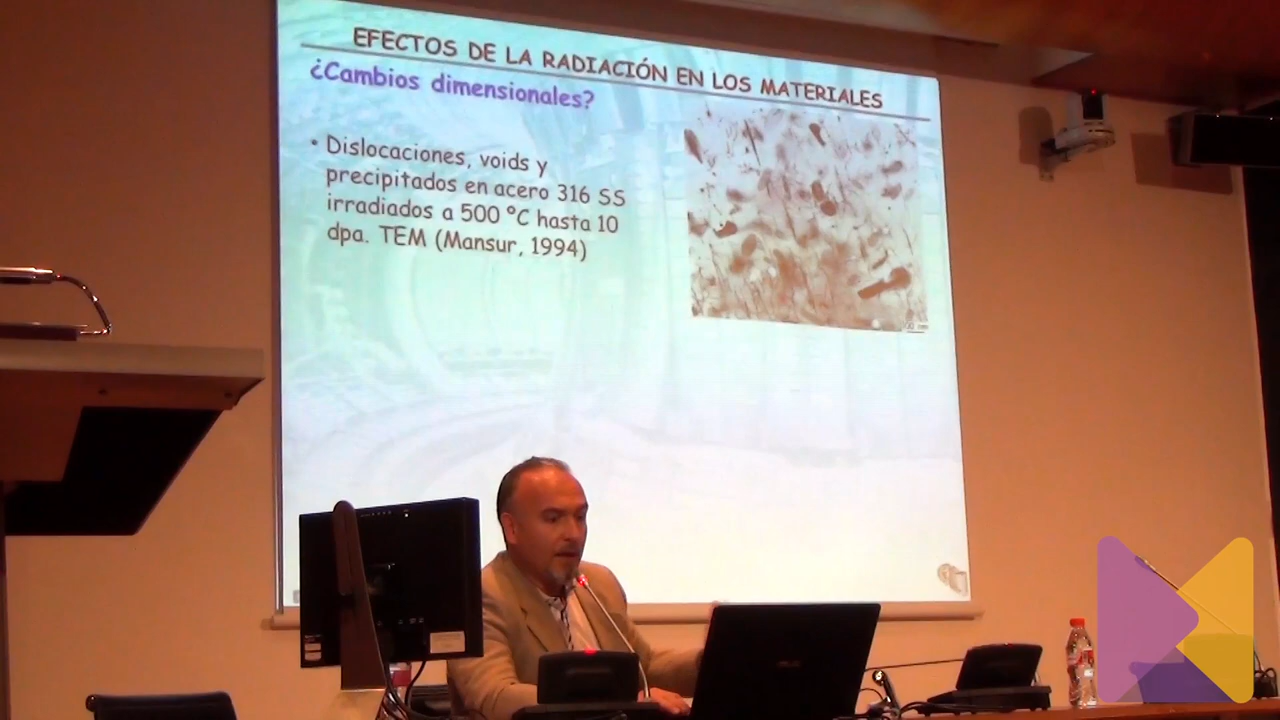 EFECTOS DE LA RADIACIÓN EN LOS MATERIALES
¿Cambios dimensionales?
• Dislocaciones, voids y
precipitados en acero 316 SS
irradiados a 500 ºC hasta 10
dpa. TEM (Mansur, 1994)